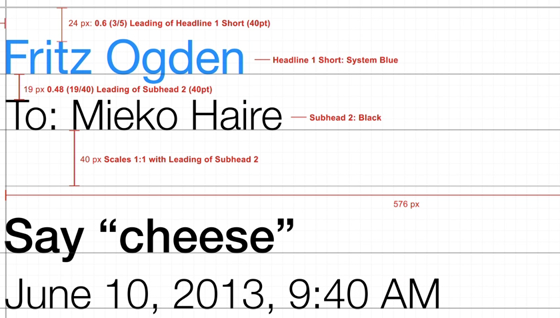 24 px: 0.6 (3/5) Leading of Headline 1 Short (40pt)
Fritz Ogden
Headline 1 Short: System Blue
19 px 0.48 (19/40) Leading of Subhead 2 (40pt)
To: Mieko Haire
Subhead 2: Black
40 px Scales 1:1 with Leading of Subhead 2
576 px
Say “cheese”
June 10, 2013, 9:40 AM